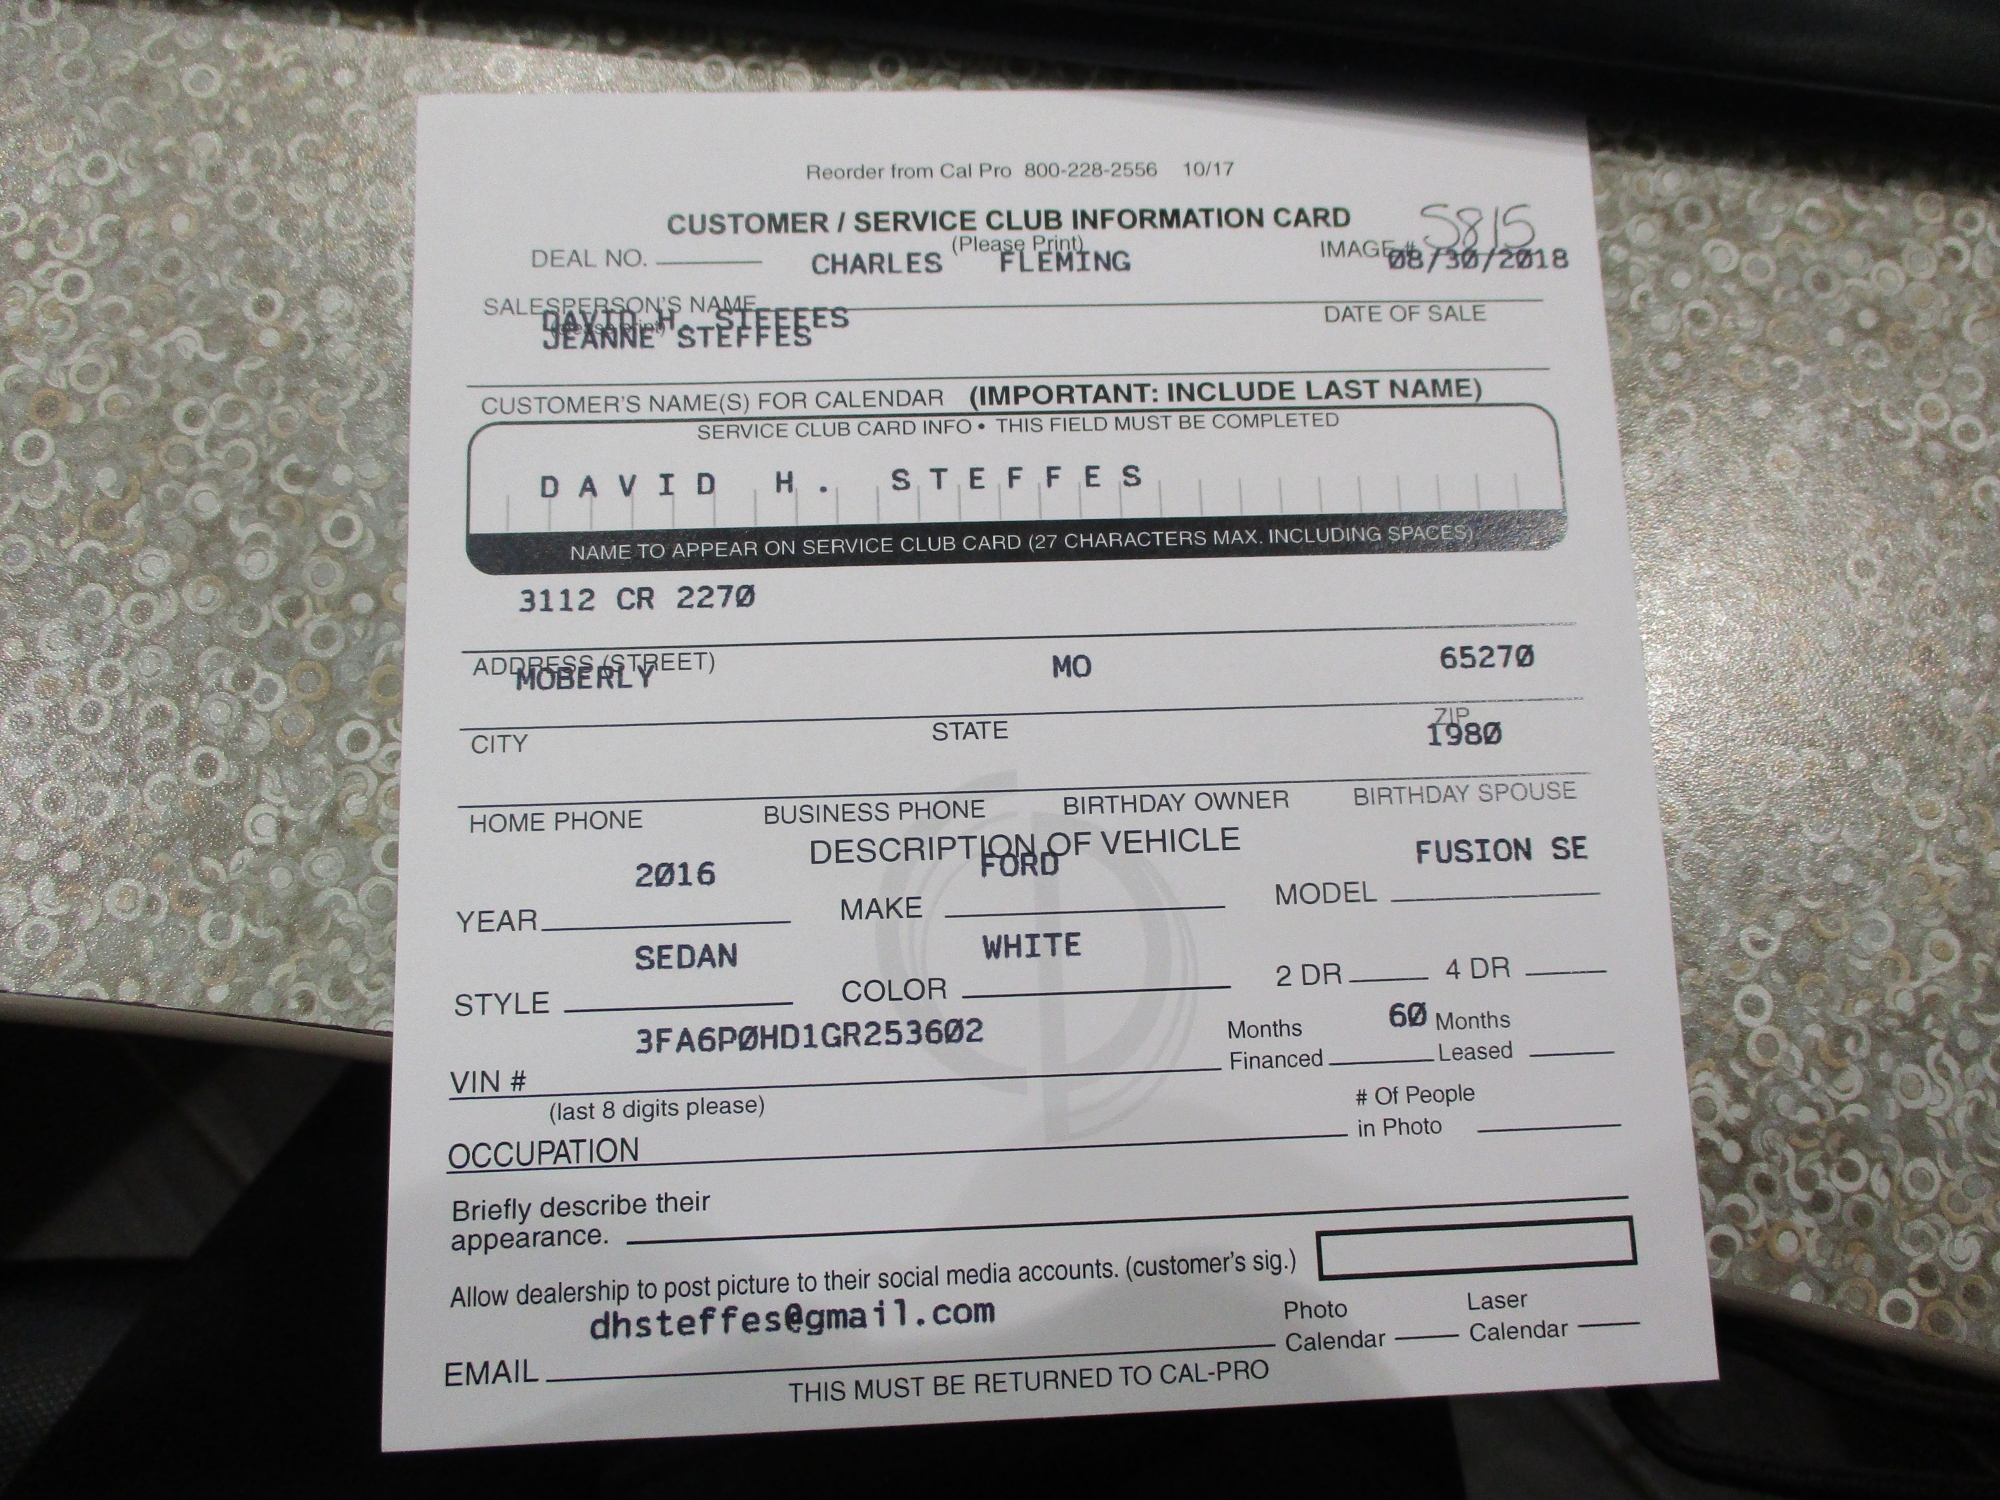 Reorder from Cal Pro 800-228-2556 10/17
CUSTOMER / SERVICE CLUB INFORMATION CARD
(Please Print)
DEAL NO. CHARLES FLEMING IMAGE # 5815
08/30/2018
SALESPERSON'S NAME DATE OF SALE
(please print)
DAVID H. STEFFES
JEANNE STEFFES
CUSTOMER'S NAME(S) FOR CALENDAR (IMPORTANT: INCLUDE LAST NAME)
SERVICE CLUB CARD INFO • THIS FIELD MUST BE COMPLETED
DAVID H. STEFFES
NAME TO APPEAR ON SERVICE CLUB CARD (27 CHARACTERS MAX. INCLUDING SPACES)
3112 CR 2270
ADDRESS (STREET)
MOBERLY MO 65270
CITY STATE ZIP
1980
HOME PHONE BUSINESS PHONE BIRTHDAY OWNER BIRTHDAY SPOUSE
DESCRIPTION OF VEHICLE
2016 FORD FUSION SE
YEAR MAKE MODEL
SEDAN WHITE
STYLE COLOR 2 DR 4 DR
3FA6P0HD1GR253602 Months Financed 60 Months Leased
VIN #
(last 8 digits please)
# Of People in Photo
OCCUPATION
Briefly describe their
appearance.
Allow dealership to post picture to their social media accounts. (customer's sig.)
dhsteffes@gmail.com Photo Calendar Laser Calendar
EMAIL
THIS MUST BE RETURNED TO CAL-PRO